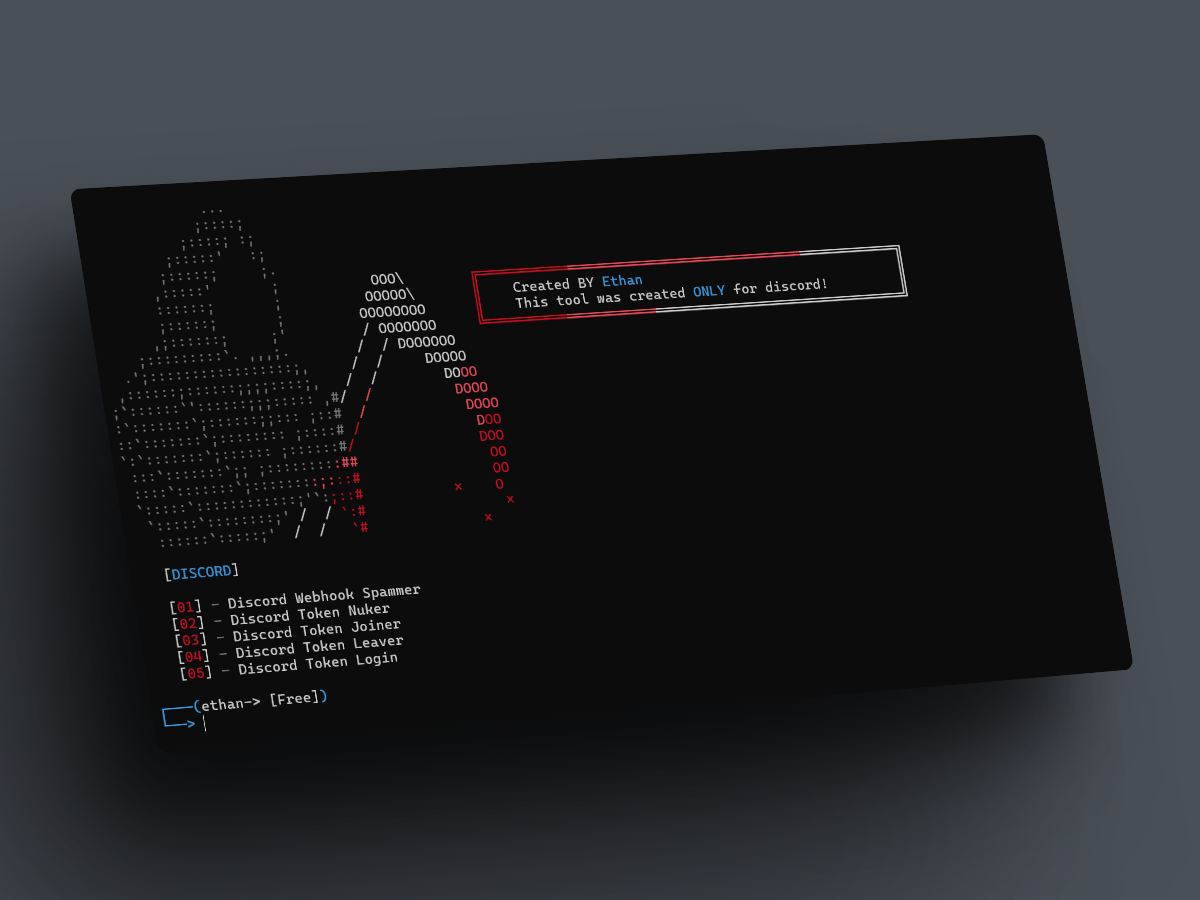 Created BY Ethan
This tool was created ONLY for discord!
[DISCORD]
[01] - Discord Webhook Spammer
[02] - Discord Token Nuker
[03] - Discord Token Joiner
[04] - Discord Token Leaver
[05] - Discord Token Login
(ethan-> [Free])